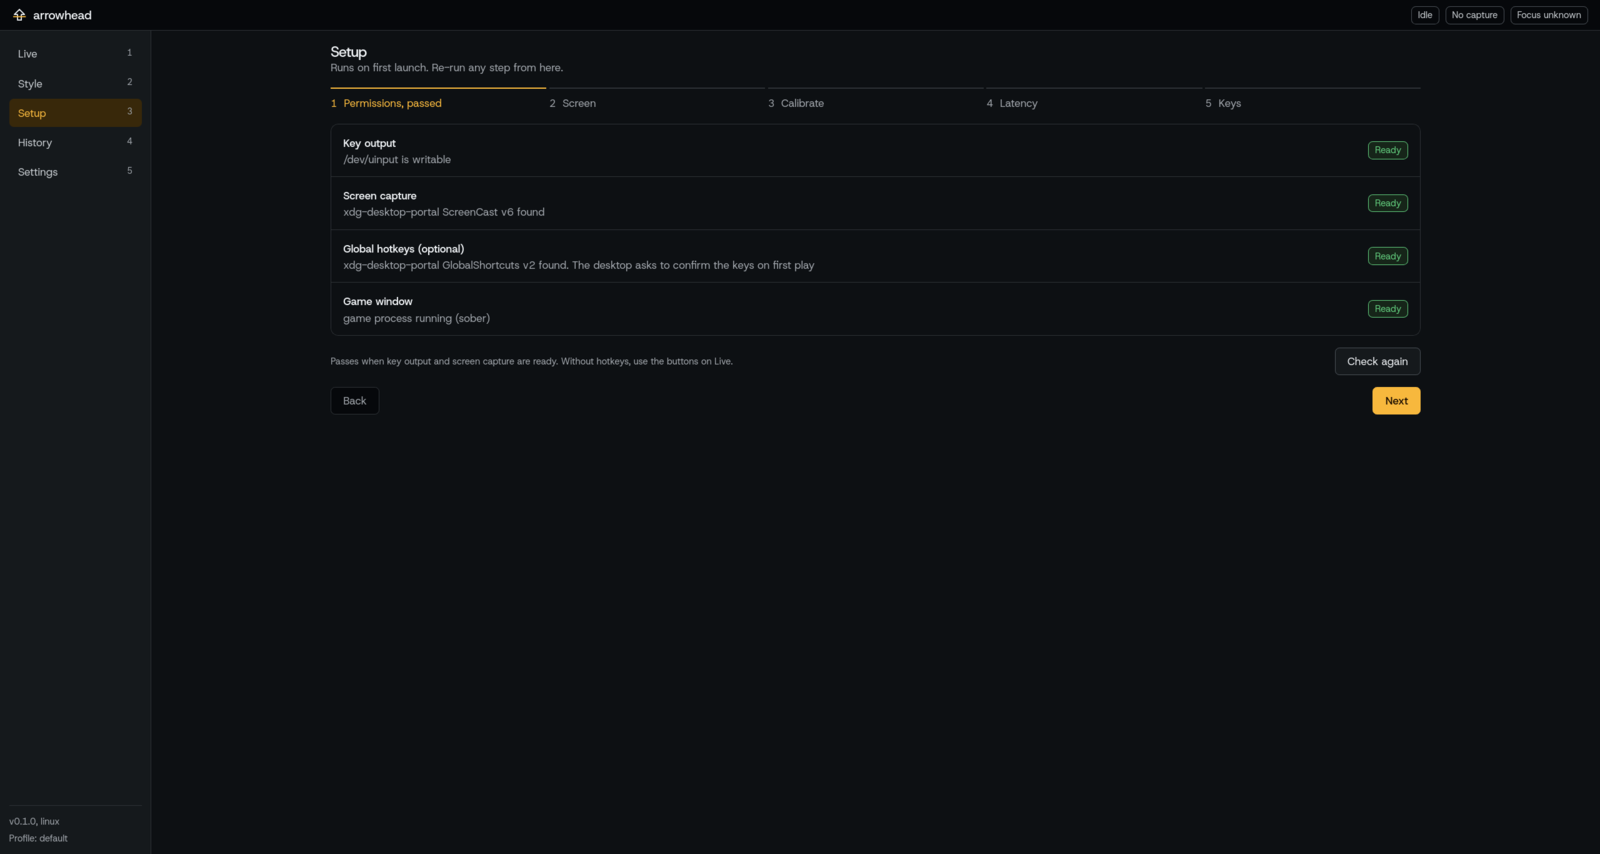 arrowhead
Idle
No capture
Focus unknown
Live 1
Style 2
Setup 3
History 4
Settings 5
Setup
Runs on first launch. Re-run any step from here.
1 Permissions, passed
2 Screen
3 Calibrate
4 Latency
5 Keys
Key output
/dev/uinput is writable
Ready
Screen capture
xdg-desktop-portal ScreenCast v6 found
Ready
Global hotkeys (optional)
xdg-desktop-portal GlobalShortcuts v2 found. The desktop asks to confirm the keys on first play
Ready
Game window
game process running (sober)
Ready
Passes when key output and screen capture are ready. Without hotkeys, use the buttons on Live.
Check again
Back
Next
v0.1.0, linux
Profile: default